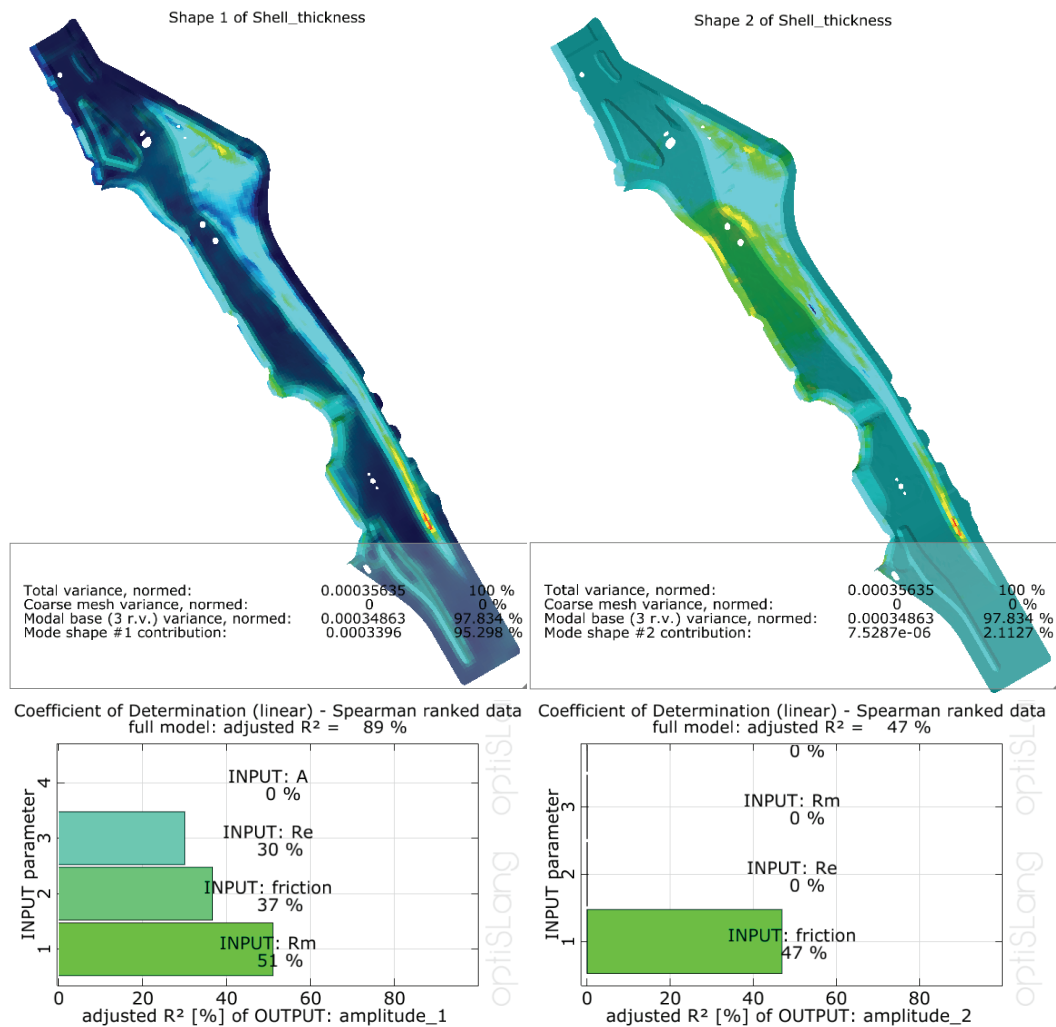 Shape 1 of Shell_thickness
Total variance, normed: 0.00035635 100 %
Coarse mesh variance, normed: 0 0 %
Modal base (3 r.v.) variance, normed: 0.00034863 97.834 %
Mode shape #1 contribution: 0.0003396 95.298 %
Shape 2 of Shell_thickness
Total variance, normed: 0.00035635 100 %
Coarse mesh variance, normed: 0 0 %
Modal base (3 r.v.) variance, normed: 0.00034863 97.834 %
Mode shape #2 contribution: 7.5287e-06 2.1127 %
Coefficient of Determination (linear) - Spearman ranked data
full model: adjusted R² = 89 %
INPUT parameter
4
3
2
1
INPUT: A
0 %
INPUT: Re
30 %
INPUT: friction
37 %
INPUT: Rm
51 %
0 20 40 60 80
adjusted R² [%] of OUTPUT: amplitude_1
optiSLang
optiSLang
Coefficient of Determination (linear) - Spearman ranked data
full model: adjusted R² = 47 %
INPUT parameter
3
2
1
0 %
INPUT: Rm
0 %
INPUT: Re
0 %
INPUT: friction
47 %
0 20 40 60 80
adjusted R² [%] of OUTPUT: amplitude_2
optiSLang
optiSLang